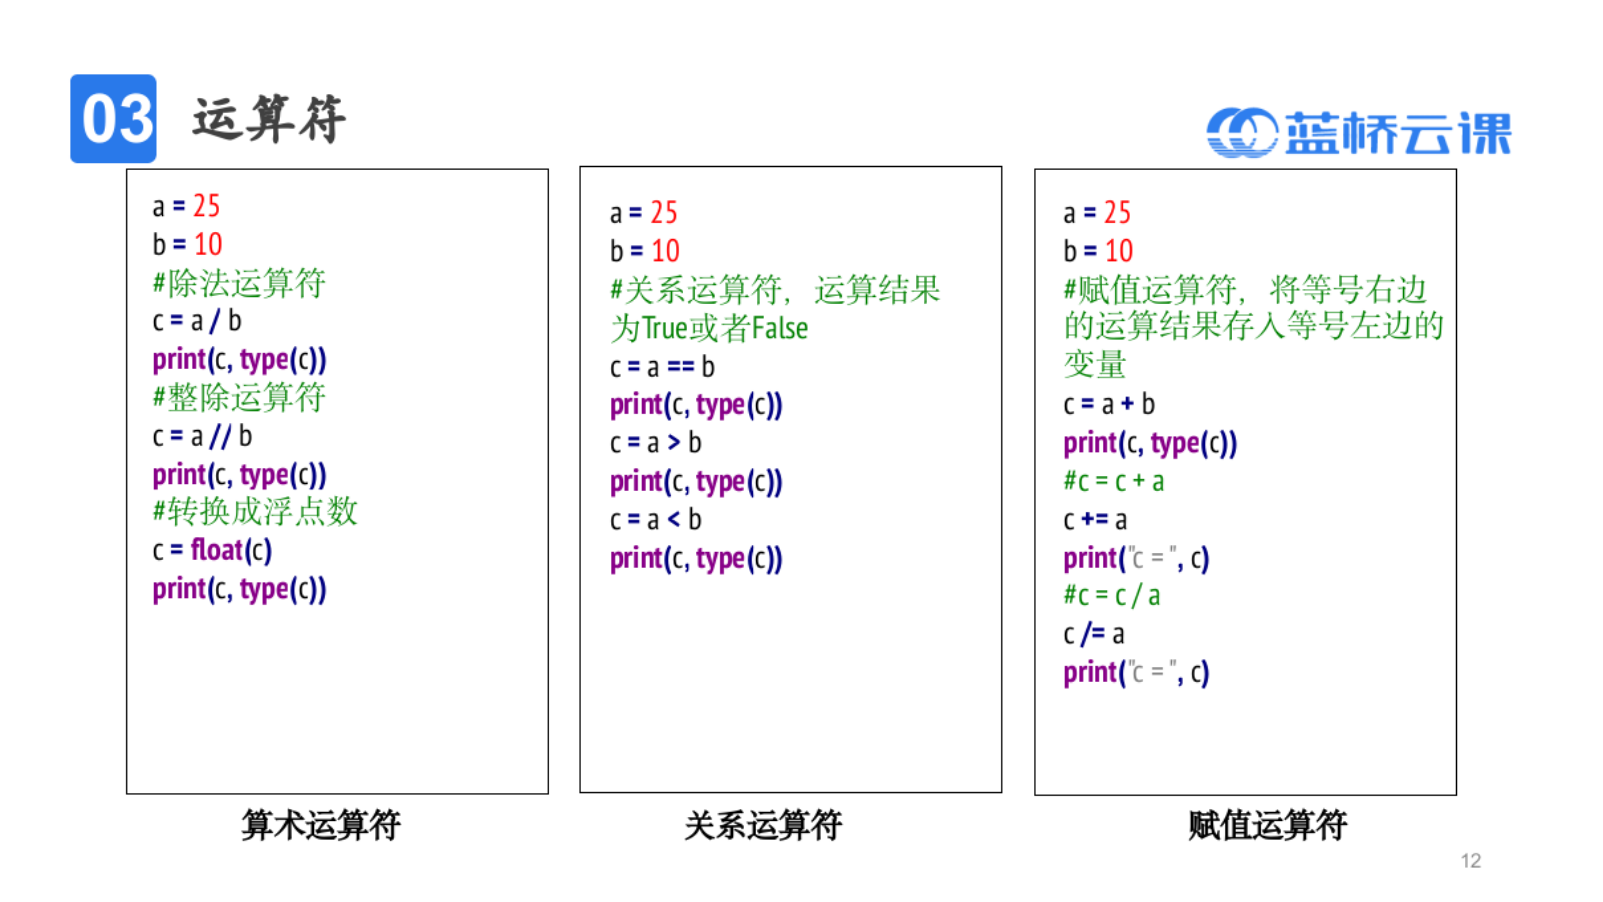 03 运算符
蓝桥云课
a = 25
b = 10
#除法运算符
c = a / b
print(c, type(c))
#整除运算符
c = a // b
print(c, type(c))
#转换成浮点数
c = float(c)
print(c, type(c))
算术运算符
a = 25
b = 10
#关系运算符，运算结果
为True或者False
c = a == b
print(c, type(c))
c = a > b
print(c, type(c))
c = a < b
print(c, type(c))
关系运算符
a = 25
b = 10
#赋值运算符，将等号右边
的运算结果存入等号左边的
变量
c = a + b
print(c, type(c))
#c = c + a
c += a
print("c = ", c)
#c = c / a
c /= a
print("c = ", c)
赋值运算符
12